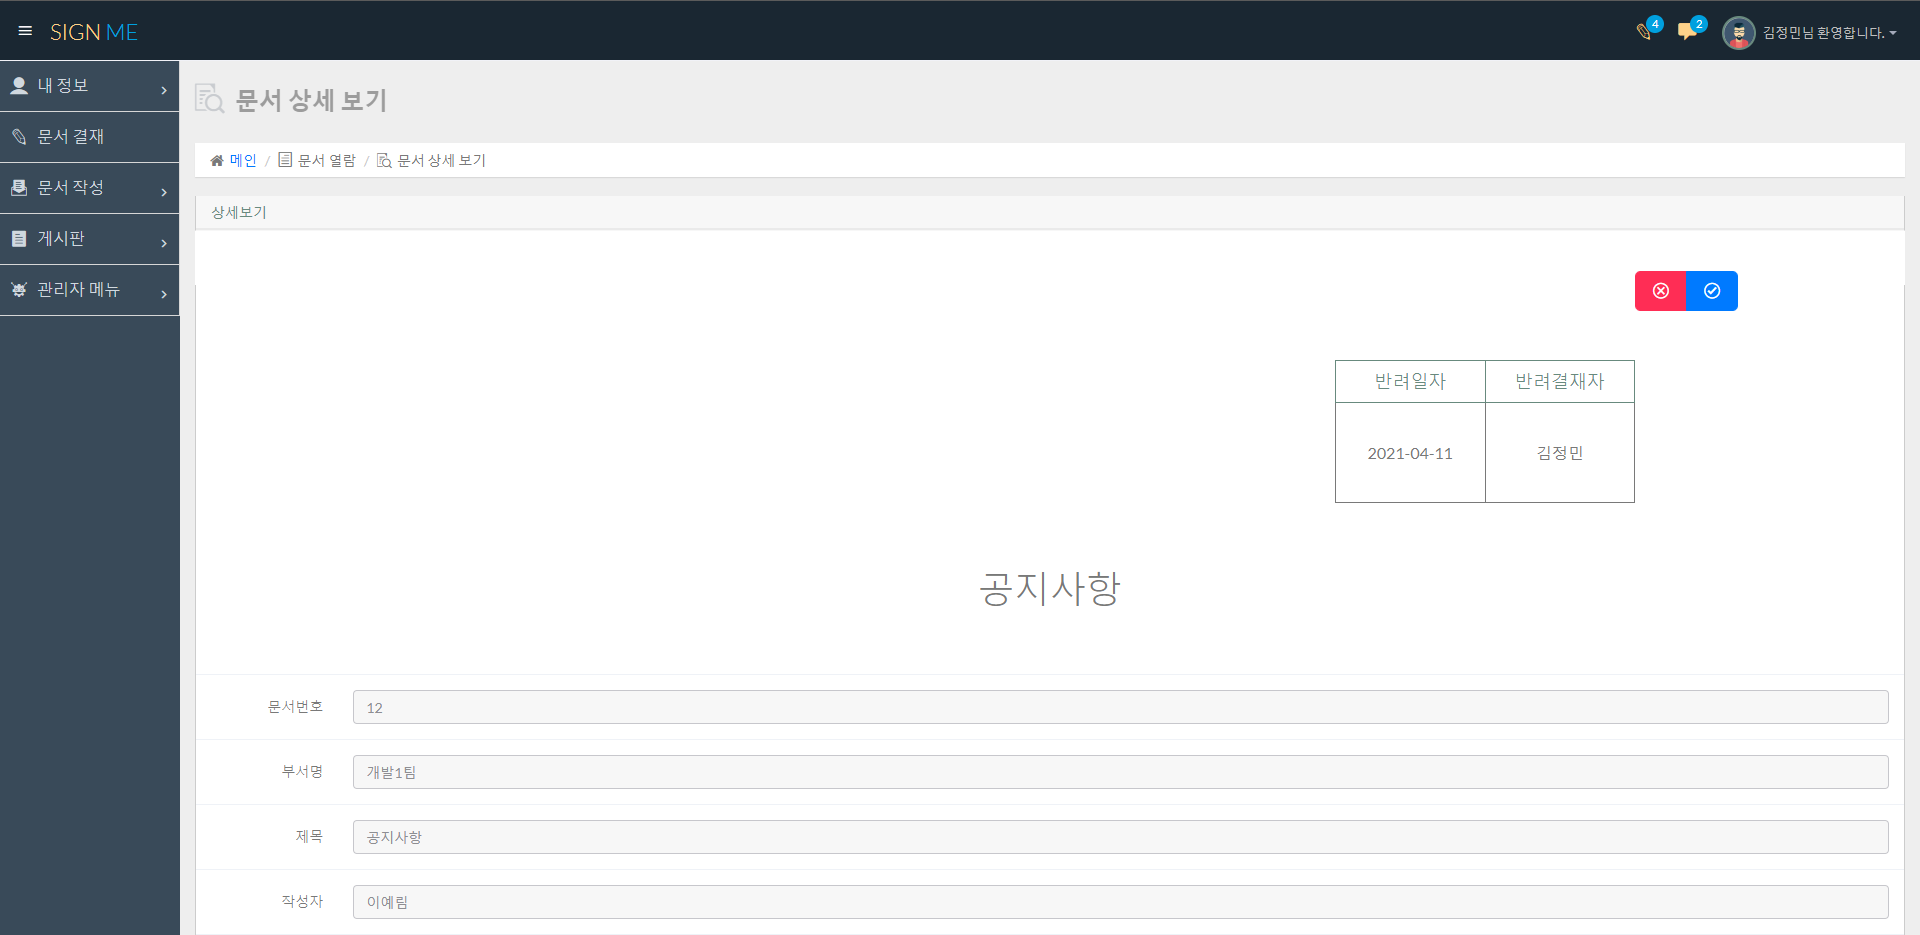 SIGN ME
4
2
김정민님 환영합니다.
내 정보
문서 결재
문서 작성
게시판
관리자 메뉴
문서 상세 보기
메인 / 문서 열람 / 문서 상세 보기
상세보기
반려일자 반려결재자
2021-04-11 김정민
공지사항
문서번호 12
부서명 개발1팀
제목 공지사항
작성자 이예림